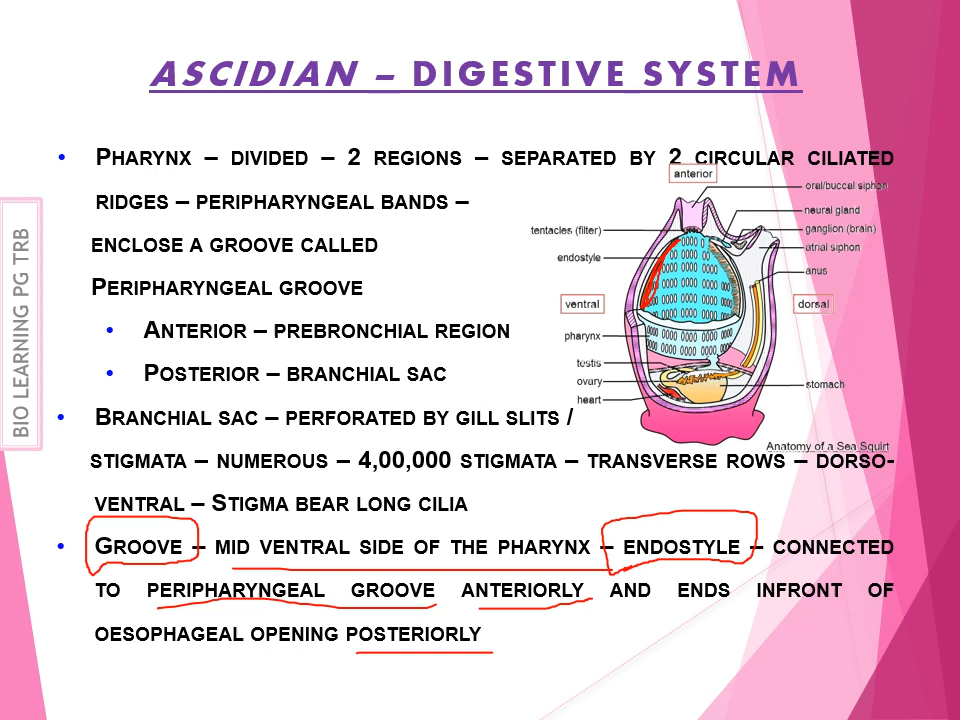 ASCIDIAN – DIGESTIVE SYSTEM
• PHARYNX – DIVIDED – 2 REGIONS – SEPARATED BY 2 CIRCULAR CILIATED
RIDGES – PERIPHARYNGEAL BANDS –
ENCLOSE A GROOVE CALLED
PERIPHARYNGEAL GROOVE
• ANTERIOR – PREBRONCHIAL REGION
• POSTERIOR – BRANCHIAL SAC
• BRANCHIAL SAC – PERFORATED BY GILL SLITS /
STIGMATA – NUMEROUS – 4,00,000 STIGMATA – TRANSVERSE ROWS – DORSO-
VENTRAL – STIGMA BEAR LONG CILIA
• GROOVE – MID VENTRAL SIDE OF THE PHARYNX – ENDOSTYLE – CONNECTED
TO PERIPHARYNGEAL GROOVE ANTERIORLY AND ENDS INFRONT OF
OESOPHAGEAL OPENING POSTERIORLY
anterior
oral/buccal siphon
neural gland
tentacles (filter)
ganglion (brain)
atrial siphon
endostyle
anus
ventral
dorsal
pharynx
testis
ovary
stomach
heart
Anatomy of a Sea Squirt
BIO LEARNING PG TRB